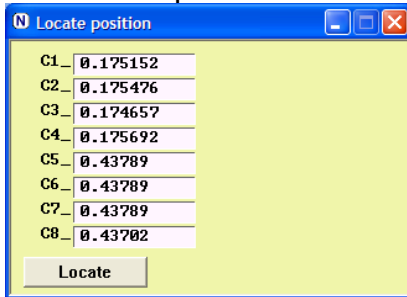 N Locate position
C1_ 0.175152
C2_ 0.175476
C3_ 0.174657
C4_ 0.175692
C5_ 0.43789
C6_ 0.43789
C7_ 0.43789
C8_ 0.43702
Locate